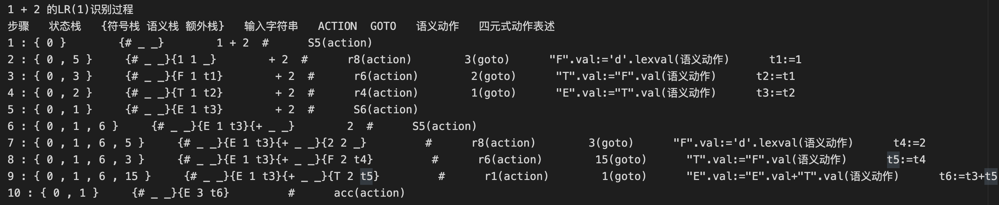 1 + 2 的LR(1)识别过程
步骤 状态栈 {符号栈 语义栈 额外栈} 输入字符串 ACTION GOTO 语义动作 四元式动作表述
1 : { 0 } {# _ _} 1 + 2 # S5(action)
2 : { 0 , 5 } {# _ _}{1 1 _} + 2 # r8(action) 3(goto) "F".val:='d'.lexval(语义动作) t1:=1
3 : { 0 , 3 } {# _ _}{F 1 t1} + 2 # r6(action) 2(goto) "T".val:="F".val(语义动作) t2:=t1
4 : { 0 , 2 } {# _ _}{T 1 t2} + 2 # r4(action) 1(goto) "E".val:="T".val(语义动作) t3:=t2
5 : { 0 , 1 } {# _ _}{E 1 t3} + 2 # S6(action)
6 : { 0 , 1 , 6 } {# _ _}{E 1 t3}{+ _ _} 2 # S5(action)
7 : { 0 , 1 , 6 , 5 } {# _ _}{E 1 t3}{+ _ _}{2 2 _} # r8(action) 3(goto) "F".val:='d'.lexval(语义动作) t4:=2
8 : { 0 , 1 , 6 , 3 } {# _ _}{E 1 t3}{+ _ _}{F 2 t4} # r6(action) 15(goto) "T".val:="F".val(语义动作) t5:=t4
9 : { 0 , 1 , 6 , 15 } {# _ _}{E 1 t3}{+ _ _}{T 2 t5} # r1(action) 1(goto) "E".val:="E".val+"T".val(语义动作) t6:=t3+t5
10 : { 0 , 1 } {# _ _}{E 3 t6} # acc(action)